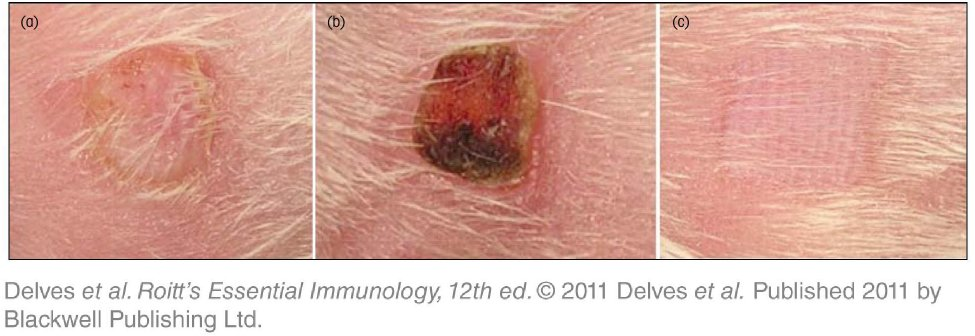 (a) (b) (c)
Delves et al. Roitt's Essential Immunology, 12th ed. © 2011 Delves et al. Published 2011 by
Blackwell Publishing Ltd.